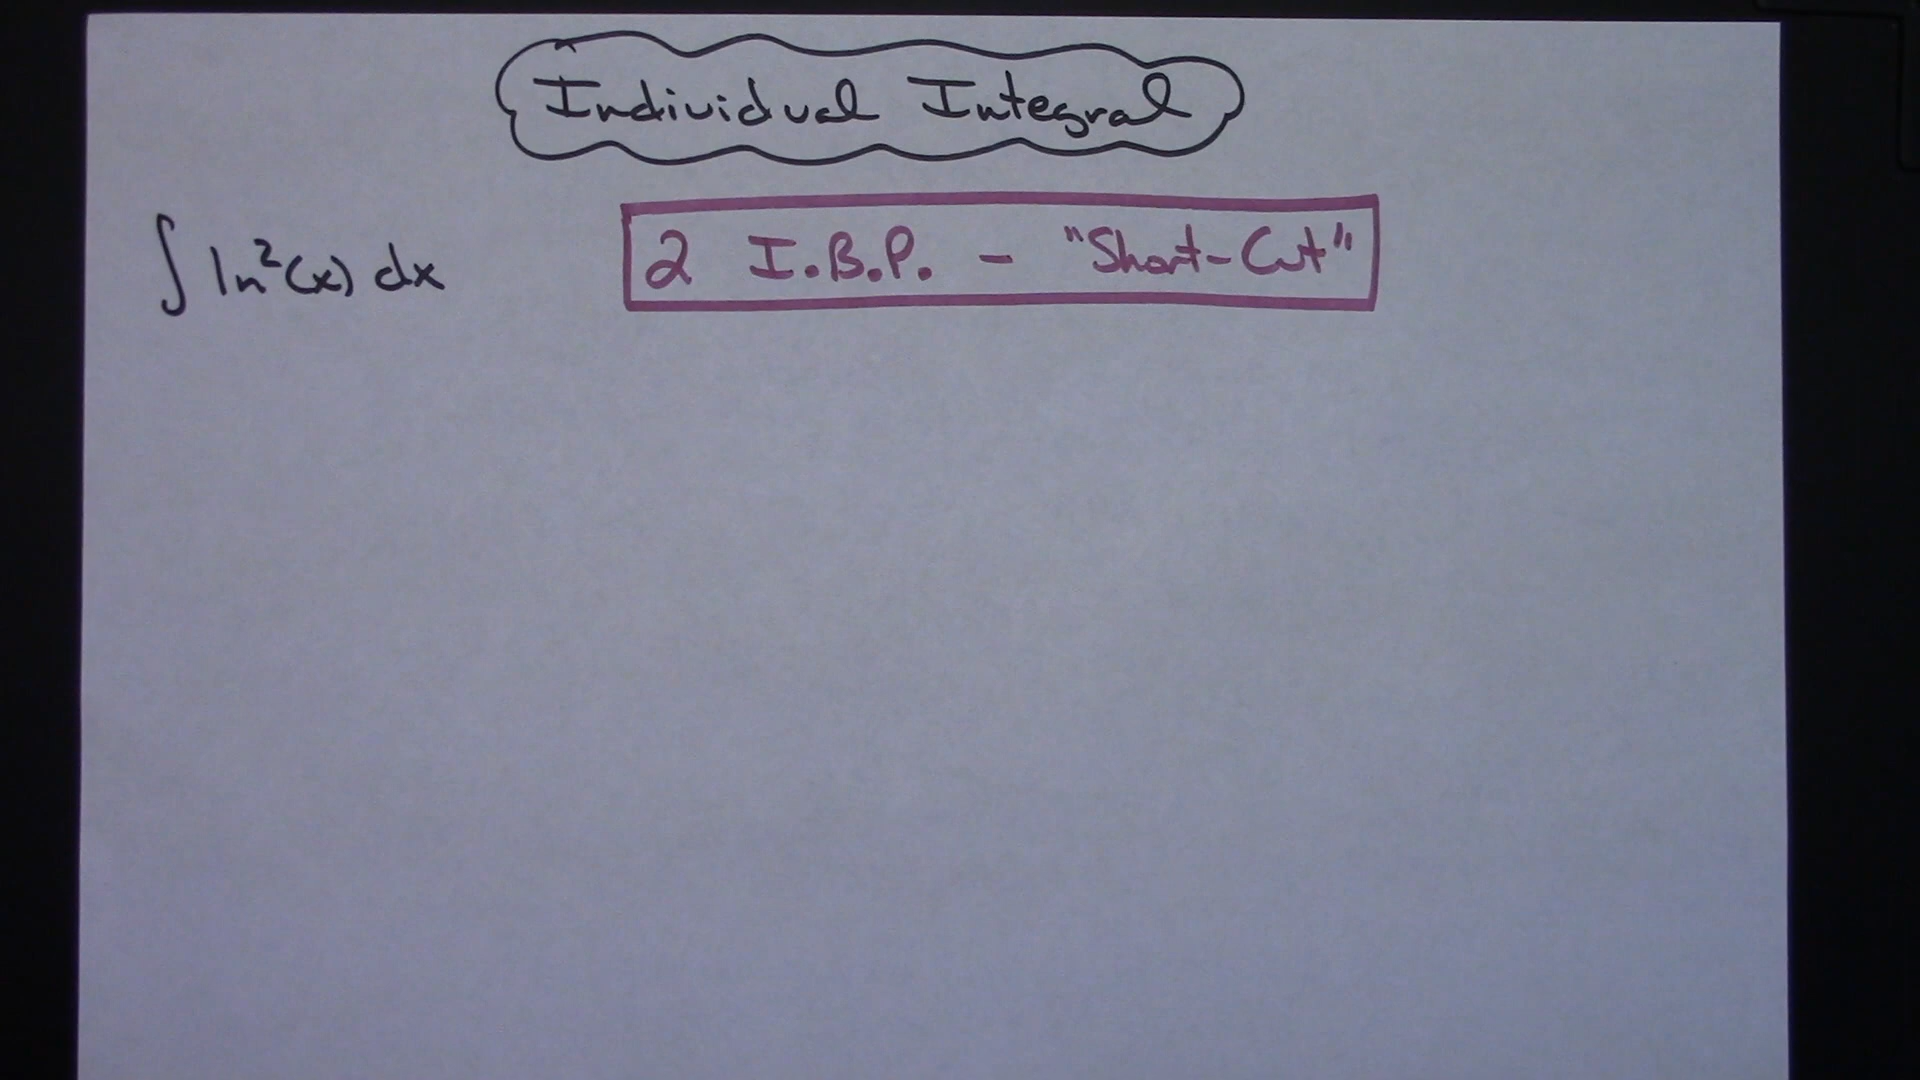 Individual Integral
∫ ln²(x) dx
2 I.B.P. - "Short-Cut"